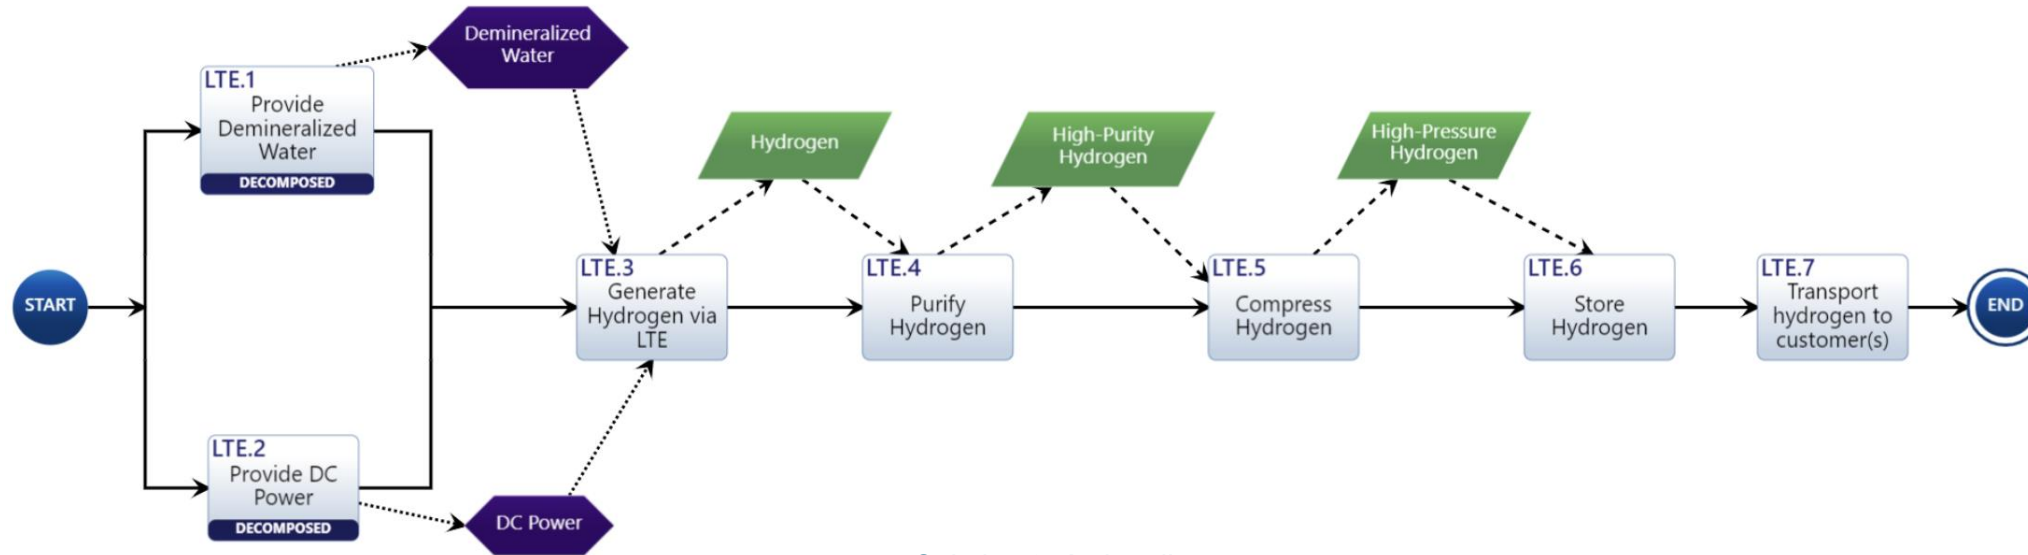 Demineralized
Water
LTE.1
Provide
Demineralized
Water
DECOMPOSED
Hydrogen
High-Purity
Hydrogen
High-Pressure
Hydrogen
START
LTE.3
Generate
Hydrogen via
LTE
LTE.4
Purify
Hydrogen
LTE.5
Compress
Hydrogen
LTE.6
Store
Hydrogen
LTE.7
Transport
hydrogen to
customer(s)
END
LTE.2
Provide DC
Power
DECOMPOSED
DC Power